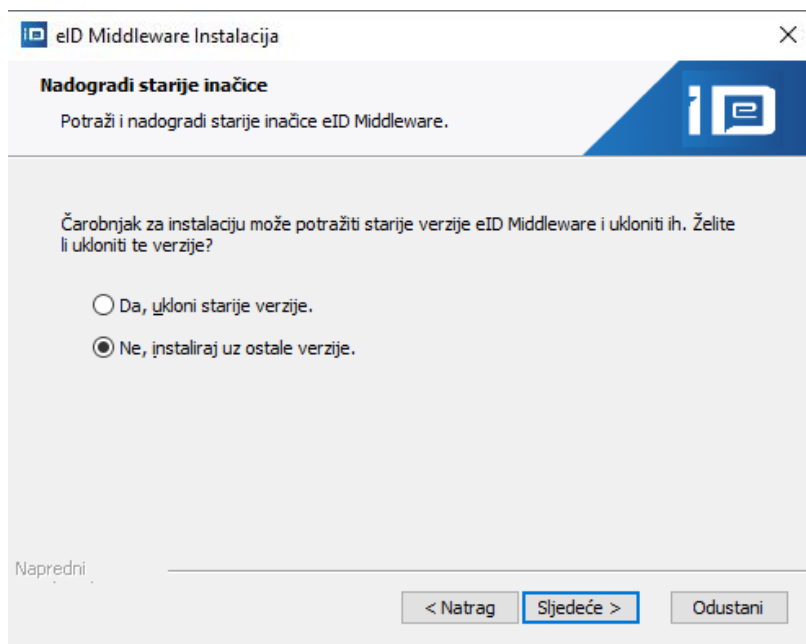 eID Middleware Instalacija
Nadogradi starije inačice
Potraži i nadogradi starije inačice eID Middleware.
iD e
Čarobnjak za instalaciju može potražiti starije verzije eID Middleware i ukloniti ih. Želite
li ukloniti te verzije?
Da, ukloni starije verzije.
Ne, instaliraj uz ostale verzije.
Napredni
< Natrag
Sljedeće >
Odustani